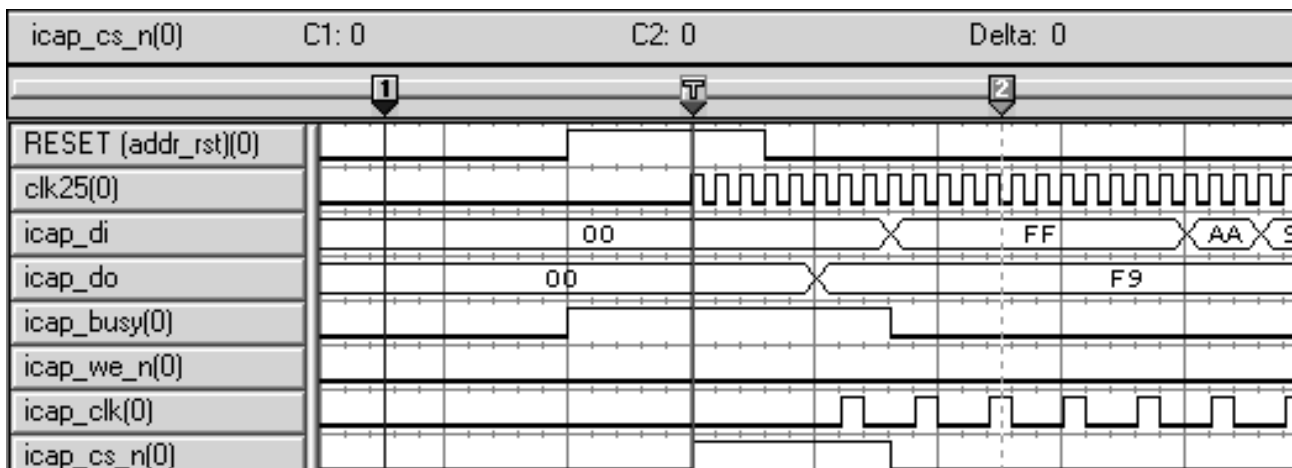 icap_cs_n(0) C1: 0 C2: 0 Delta: 0
1 T 2
RESET (addr_rst)(0)
clk25(0)
icap_di 00 FF AA
icap_do 00 F9
icap_busy(0)
icap_we_n(0)
icap_clk(0)
icap_cs_n(0)